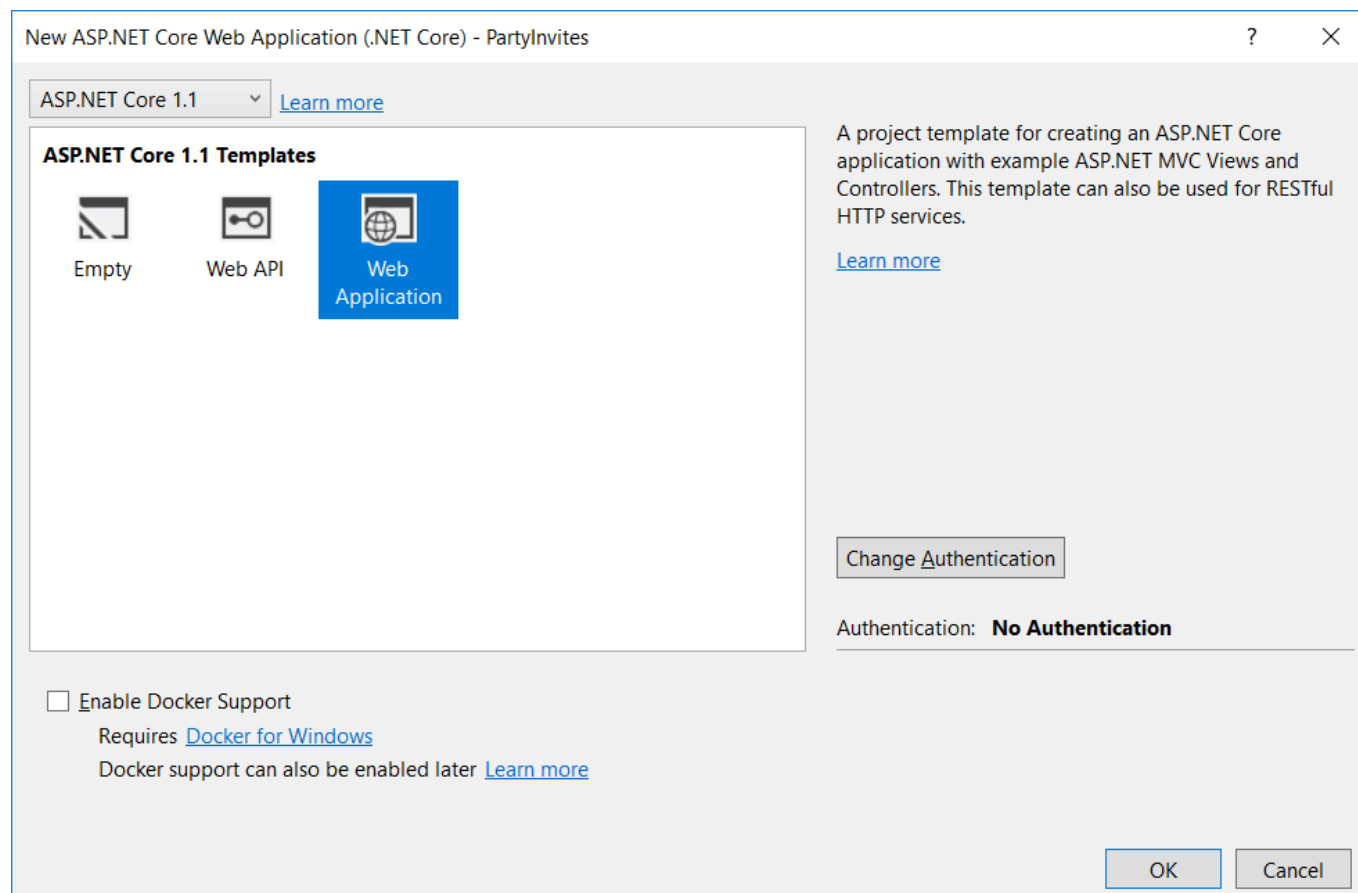 New ASP.NET Core Web Application (.NET Core) - PartyInvites
?
ASP.NET Core 1.1
Learn more
ASP.NET Core 1.1 Templates
Empty
Web API
Web
Application
A project template for creating an ASP.NET Core
application with example ASP.NET MVC Views and
Controllers. This template can also be used for RESTful
HTTP services.
Learn more
Change Authentication
Authentication: No Authentication
Enable Docker Support
Requires Docker for Windows
Docker support can also be enabled later Learn more
OK
Cancel